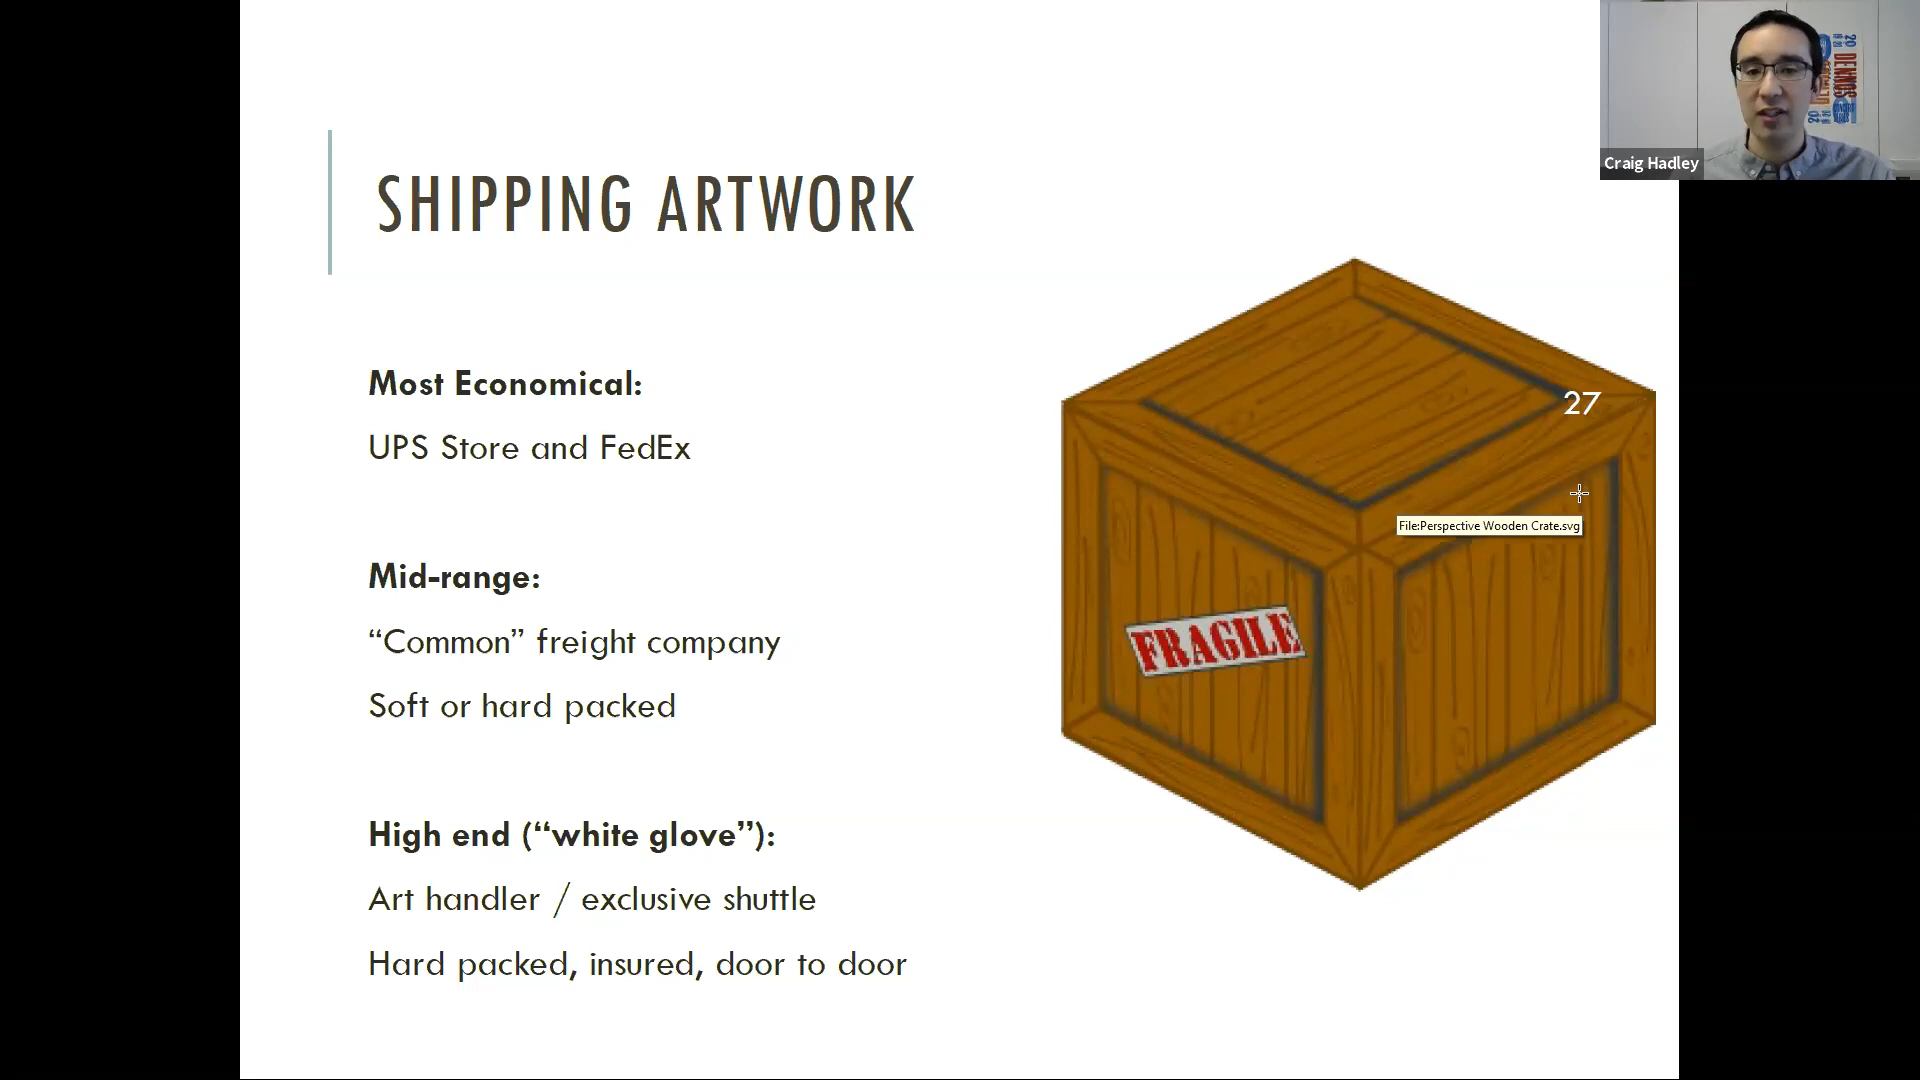 SHIPPING ARTWORK
Most Economical:
UPS Store and FedEx
Mid-range:
“Common” freight company
Soft or hard packed
High end (“white glove”):
Art handler / exclusive shuttle
Hard packed, insured, door to door
27
File:Perspective Wooden Crate.svg
FRAGILE
Craig Hadley
DENNOS
20